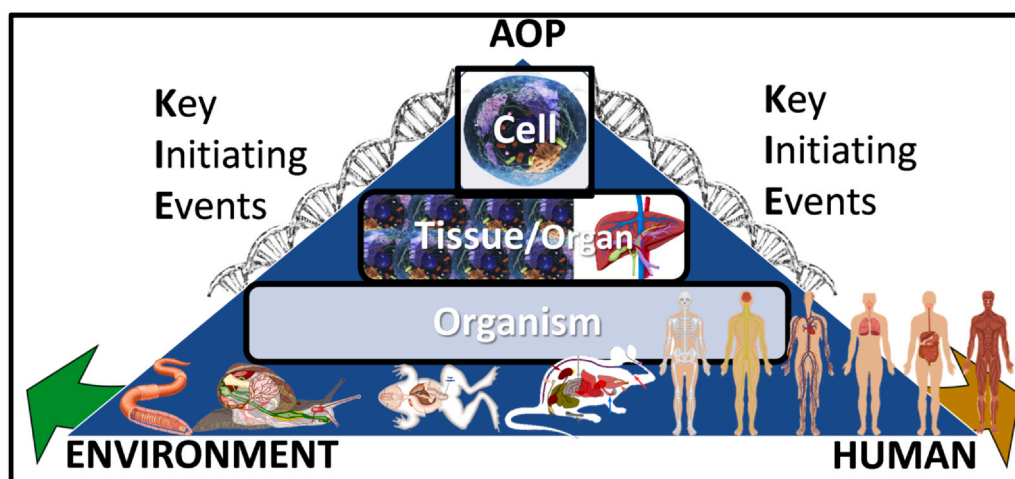 AOP
Key
Initiating
Events
Key
Initiating
Events
Cell
Tissue/Organ
Organism
ENVIRONMENT
HUMAN